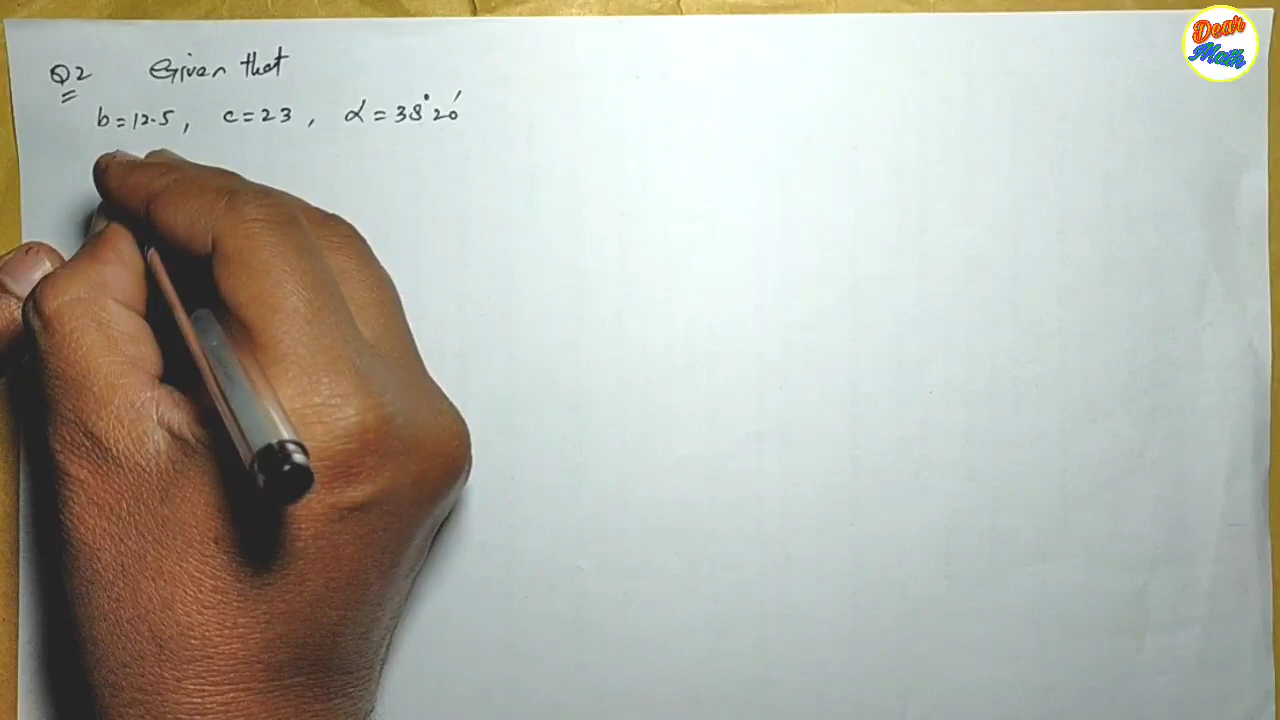 Q2 Given that
b=12.5, c=23, α=38°20′
Dear
Math